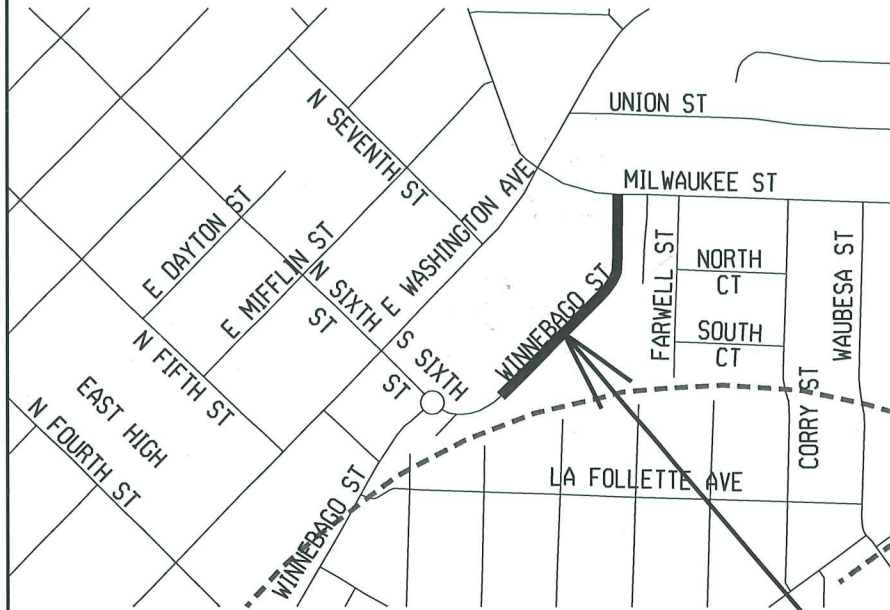 UNION ST
N SEVENTH ST
MILWAUKEE ST
E WASHINGTON AVE
E DAYTON ST
E MIFFLIN ST
NORTH
CT
FARWELL ST
WAUBESA ST
N SIXTH
ST
WINNEBAGO ST
SOUTH
CT
S SIXTH
ST
N FIFTH ST
EAST HIGH
CORRY ST
N FOURTH ST
LA FOLLETTE AVE
WINNEBAGO ST